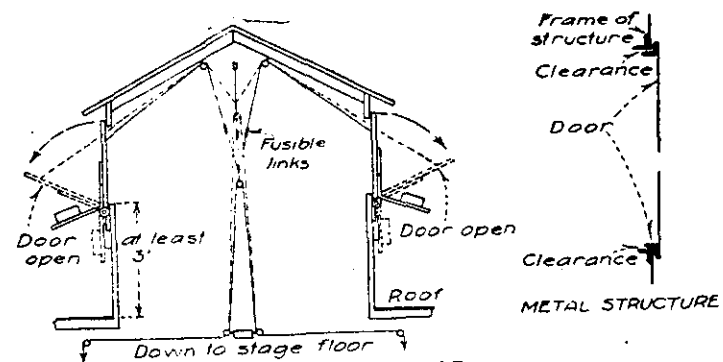 Frame of
structure
Clearance
Door
Fusible
links
Door
open
at least
3'
Door open
Roof
Clearance
METAL STRUCTURE
Down to stage floor